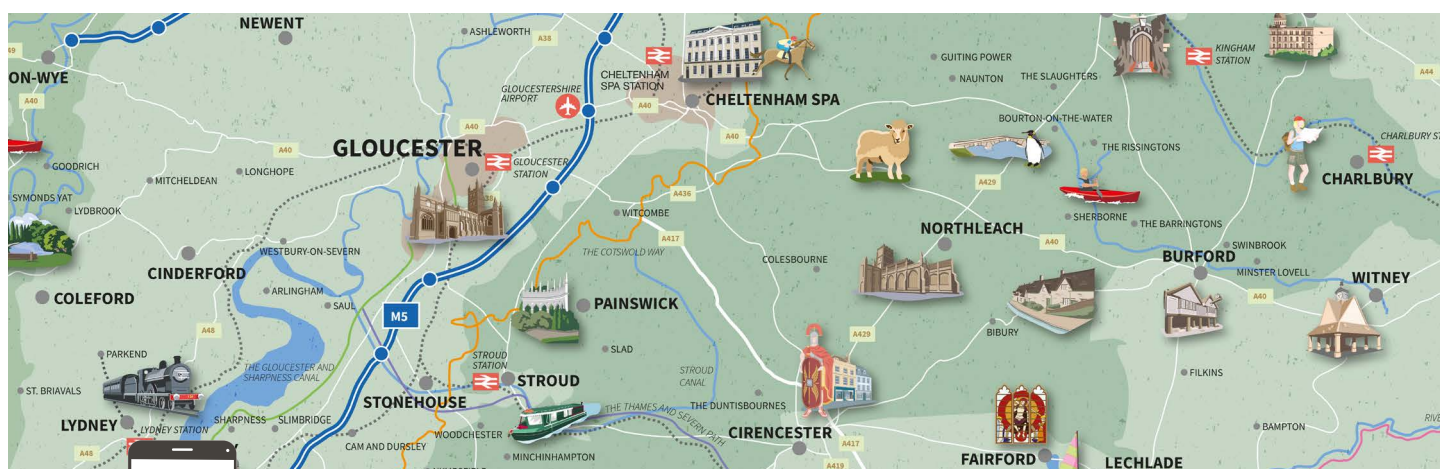 NEWENT
ASHLEWORTH
A38
49
ON-WYE
A40
CHELTENHAM
SPA STATION
KINGHAM
STATION
A44
GUITING POWER
NAUNTON
THE SLAUGHTERS
GLOUCESTERSHIRE
AIRPORT
A40
CHELTENHAM SPA
BOURTON-ON-THE-WATER
A40
A40
CHARLBURY ST
GLOUCESTER
A40
GLOUCESTER
STATION
THE RISSINGTONS
GOODRICH
LONGHOPE
MITCHELDEAN
CHARLBURY
A429
SYMONDS YAT
LYDBROOK
A436
WITCOMBE
SHERBORNE
THE BARRINGTONS
NORTHLEACH
A417
A40
SWINBROOK
WESTBURY-ON-SEVERN
THE COTSWOLD WAY
COLESBOURNE
BURFORD
CINDERFORD
MINSTER LOVELL
WITNEY
ARLINGHAM
COLEFORD
SAUL
PAINSWICK
A40
M5
A48
BIBURY
A429
PARKEND
SLAD
STROUD
STATION
THE GLOUCESTER AND
SHARPNESS CANAL
STROUD
CANAL
FILKINS
STROUD
ST. BRIAVALS
STONEHOUSE
THE DUNTISBOURNES
THE THAMES AND SEVERN PATH
LYDNEY
LYDNEY STATION
SHARPNESS
SLIMBRIDGE
WOODCHESTER
CIRENCESTER
BAMPTON
CAM AND DURSLEY
A417
A48
MINCHINHAMPTON
FAIRFORD
LECHLADE
A419